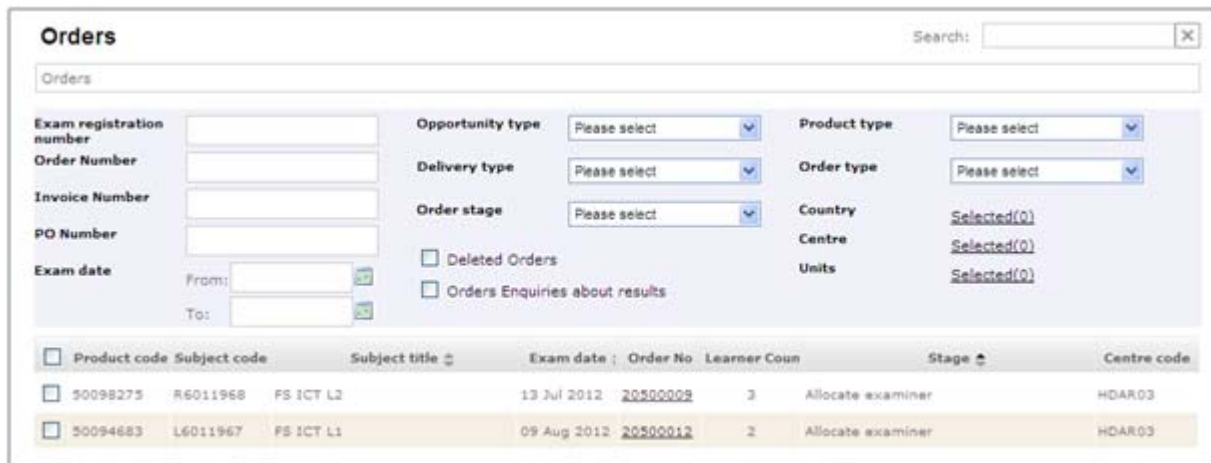 Orders Search:
Orders
Exam registration number Opportunity type Please select Product type Please select
Order Number Delivery type Please select Order type Please select
Invoice Number Order stage Please select Country Selected(0)
PO Number Centre Selected(0)
Deleted Orders
Exam date From: Units Selected(0)
Orders Enquiries about results
To:
Product code Subject code Subject title Exam date Order No Learner Coun Stage Centre code
50098275 R6011968 FS ICT L2 13 Jul 2012 20500009 3 Allocate examiner HDAR03
50094683 L6011967 FS ICT L1 09 Aug 2012 20500012 2 Allocate examiner HDAR03